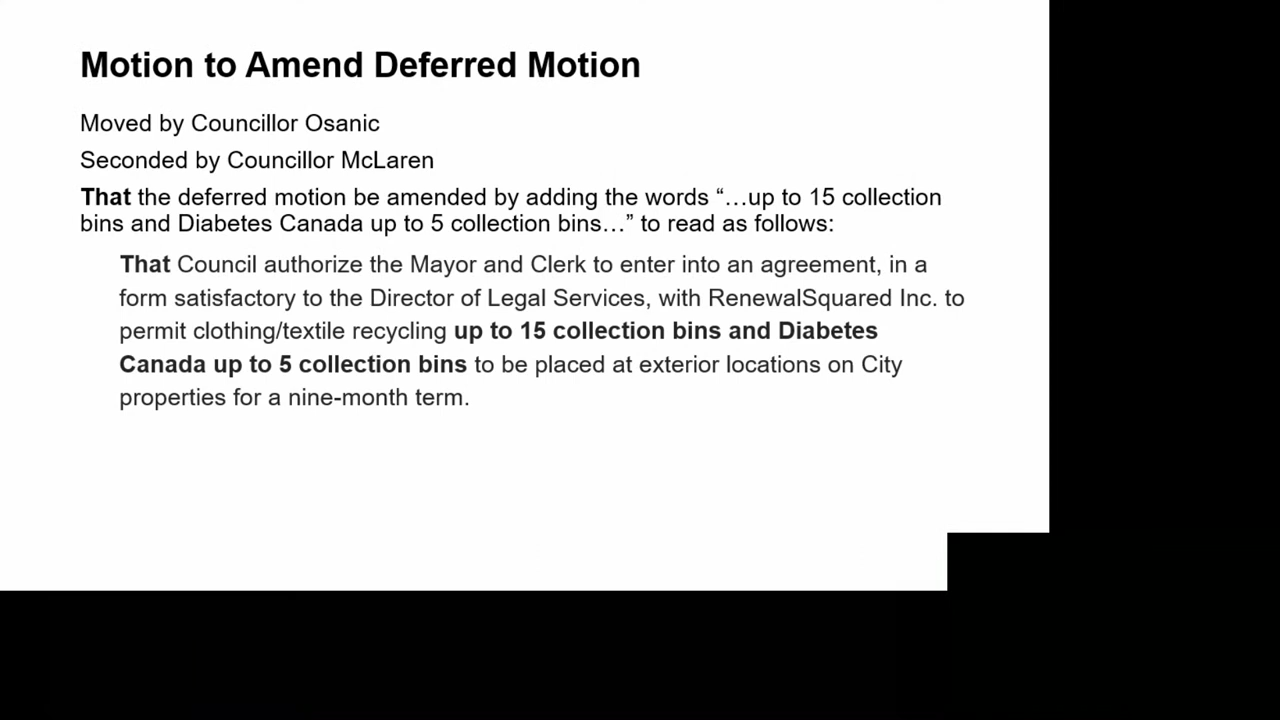 Motion to Amend Deferred Motion
Moved by Councillor Osanic
Seconded by Councillor McLaren
That the deferred motion be amended by adding the words “…up to 15 collection
bins and Diabetes Canada up to 5 collection bins…” to read as follows:
That Council authorize the Mayor and Clerk to enter into an agreement, in a
form satisfactory to the Director of Legal Services, with RenewalSquared Inc. to
permit clothing/textile recycling up to 15 collection bins and Diabetes
Canada up to 5 collection bins to be placed at exterior locations on City
properties for a nine-month term.